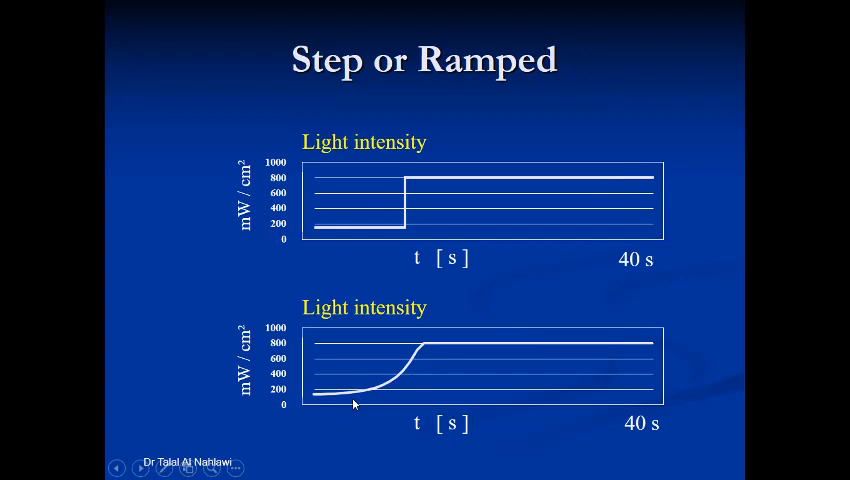 Step or Ramped
Light intensity
mW / cm²
1000
800
600
400
200
0
t [ s ]
40 s
Light intensity
mW / cm²
1000
800
600
400
200
0
t [ s ]
40 s
Dr Talal Al Nahlawi